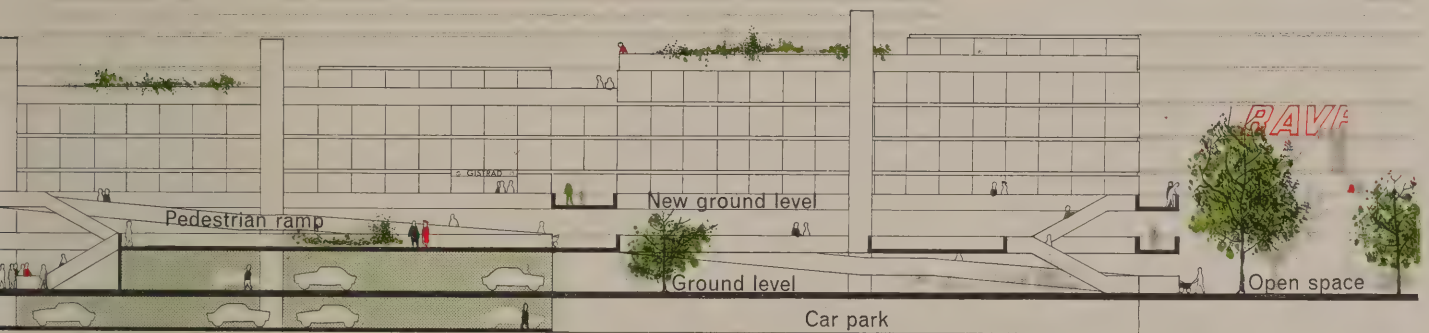 GISTRAD
Pedestrian ramp
New ground level
Ground level
Open space
Car park